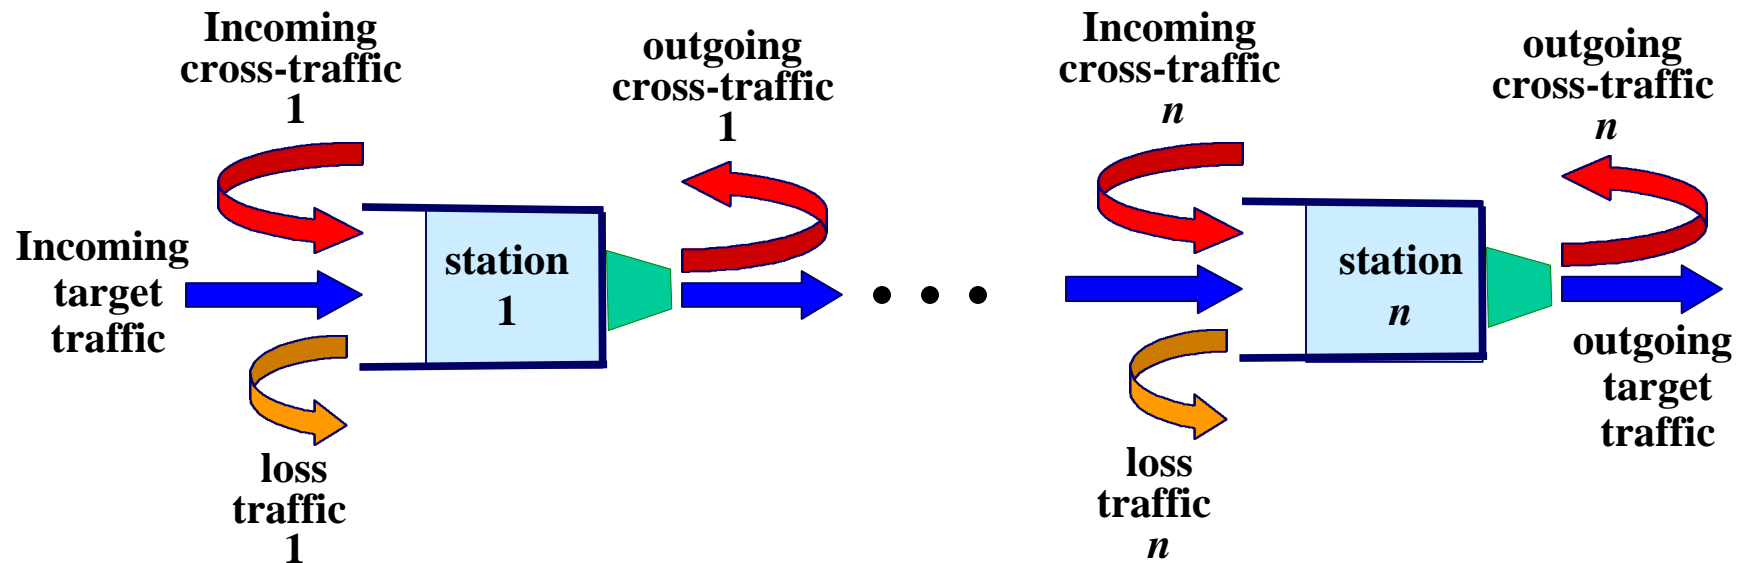 Incoming
cross-traffic
1
outgoing
cross-traffic
1
Incoming
cross-traffic
n
outgoing
cross-traffic
n
Incoming
target
traffic
station
1
station
n
outgoing
target
traffic
loss
traffic
1
loss
traffic
n